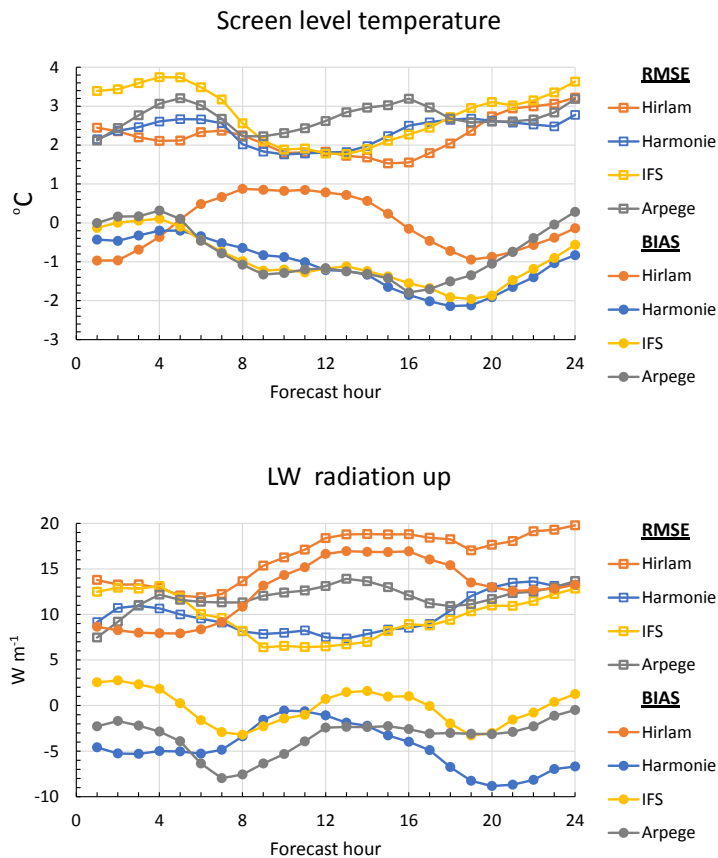 Screen level temperature
4
3
2
1
0
-1
-2
-3
0
4
8
12
16
20
24
°C
Forecast hour
RMSE
Hirlam
Harmonie
IFS
Arpege
BIAS
Hirlam
Harmonie
IFS
Arpege
LW radiation up
20
15
10
5
0
-5
-10
0
4
8
12
16
20
24
W m⁻¹
Forecast hour
RMSE
Hirlam
Harmonie
IFS
Arpege
BIAS
Hirlam
Harmonie
IFS
Arpege